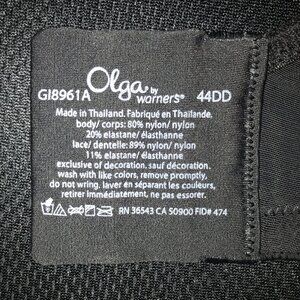 Olga by
warners®
GI8961A 44DD
Made in Thailand. Fabriqué en Thaïlande.
body/ corps: 80% nylon/ nylon
20% elastane/ élasthanne
lace/ dentelle: 89% nylon/ nylon
11% elastane/ élasthanne
exclusive of decoration. sauf décoration.
wash with like colors. remove promptly,
do not wring. laver en séparant les couleurs,
retirer immédiatement, ne pas essorer.
RN 36543 CA 50900 FID# 474